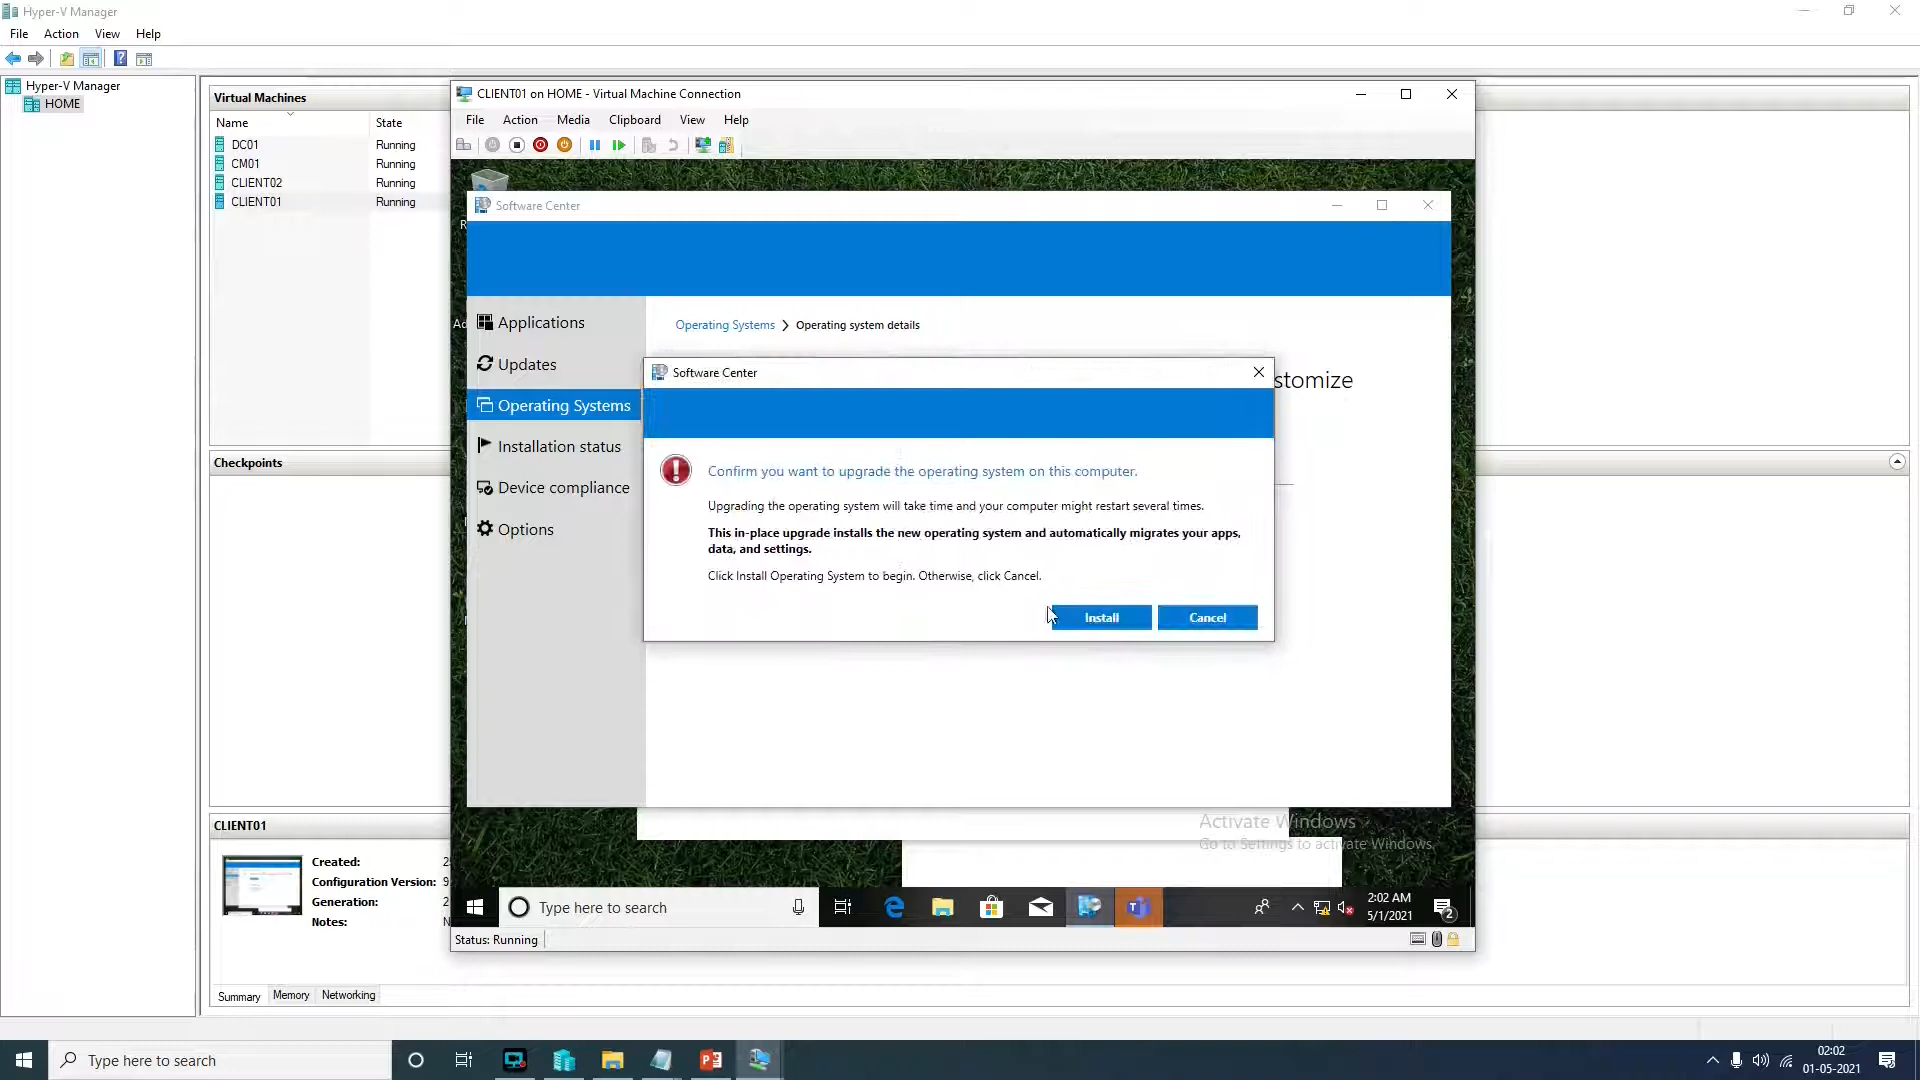 Hyper-V Manager
File Action View Help
Hyper-V Manager
HOME
Virtual Machines
Name State
DC01 Running
CM01 Running
CLIENT02 Running
CLIENT01 Running
Checkpoints
CLIENT01
Created:
Configuration Version:
Generation:
Notes:
Summary Memory Networking
CLIENT01 on HOME - Virtual Machine Connection
File Action Media Clipboard View Help
Software Center
Applications
Updates
Operating Systems
Installation status
Device compliance
Options
Operating Systems > Operating system details
stomize
Software Center
Confirm you want to upgrade the operating system on this computer.
Upgrading the operating system will take time and your computer might restart several times.
This in-place upgrade installs the new operating system and automatically migrates your apps,
data, and settings.
Click Install Operating System to begin. Otherwise, click Cancel.
Install Cancel
Activate Windows
Go to Settings to activate Windows.
Type here to search
2:02 AM
5/1/2021
2
Status: Running
Type here to search
02:02
01-05-2021